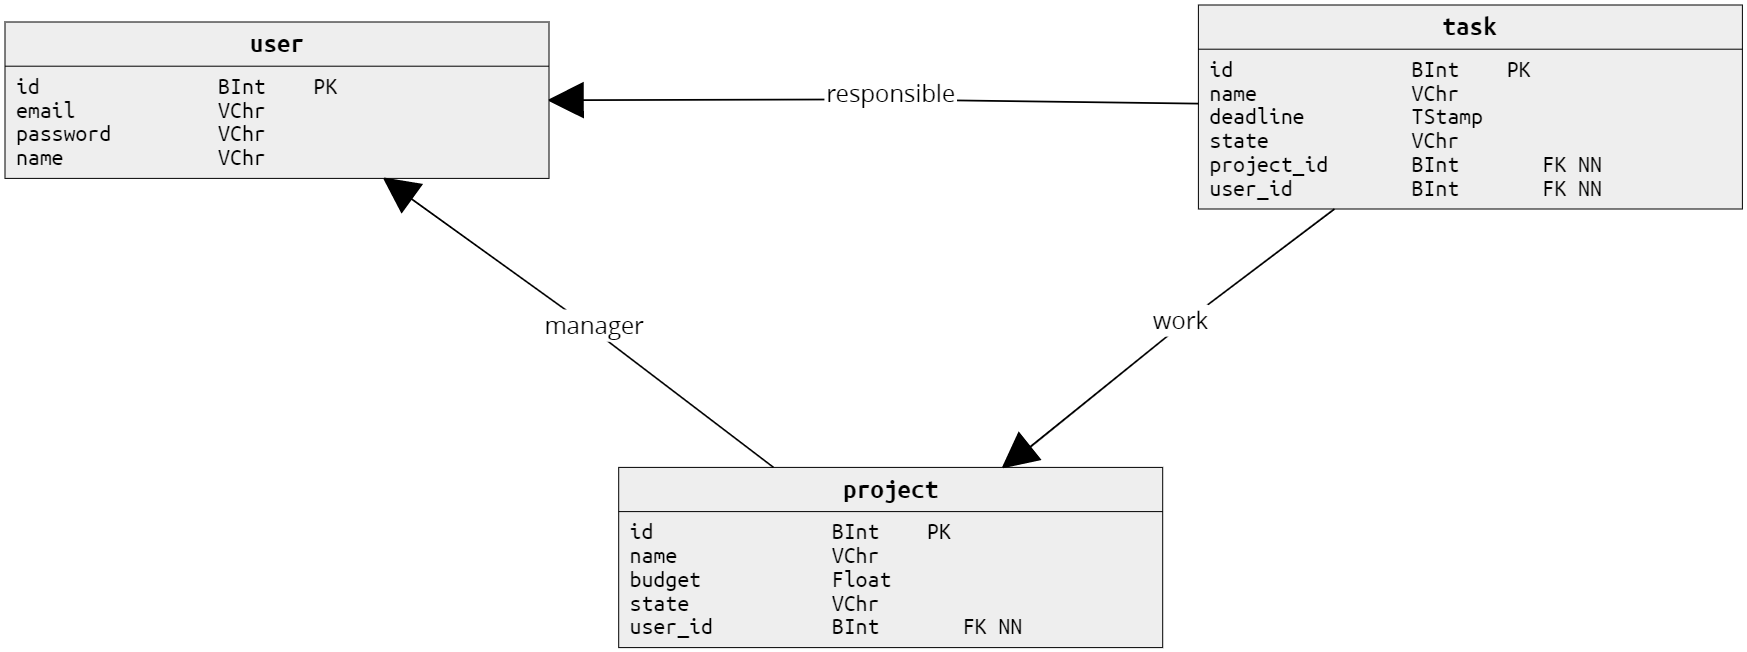 user
id BInt PK
email VChr
password VChr
name VChr
responsible
task
id BInt PK
name VChr
deadline TStamp
state VChr
project_id BInt FK NN
user_id BInt FK NN
manager
work
project
id BInt PK
name VChr
budget Float
state VChr
user_id BInt FK NN